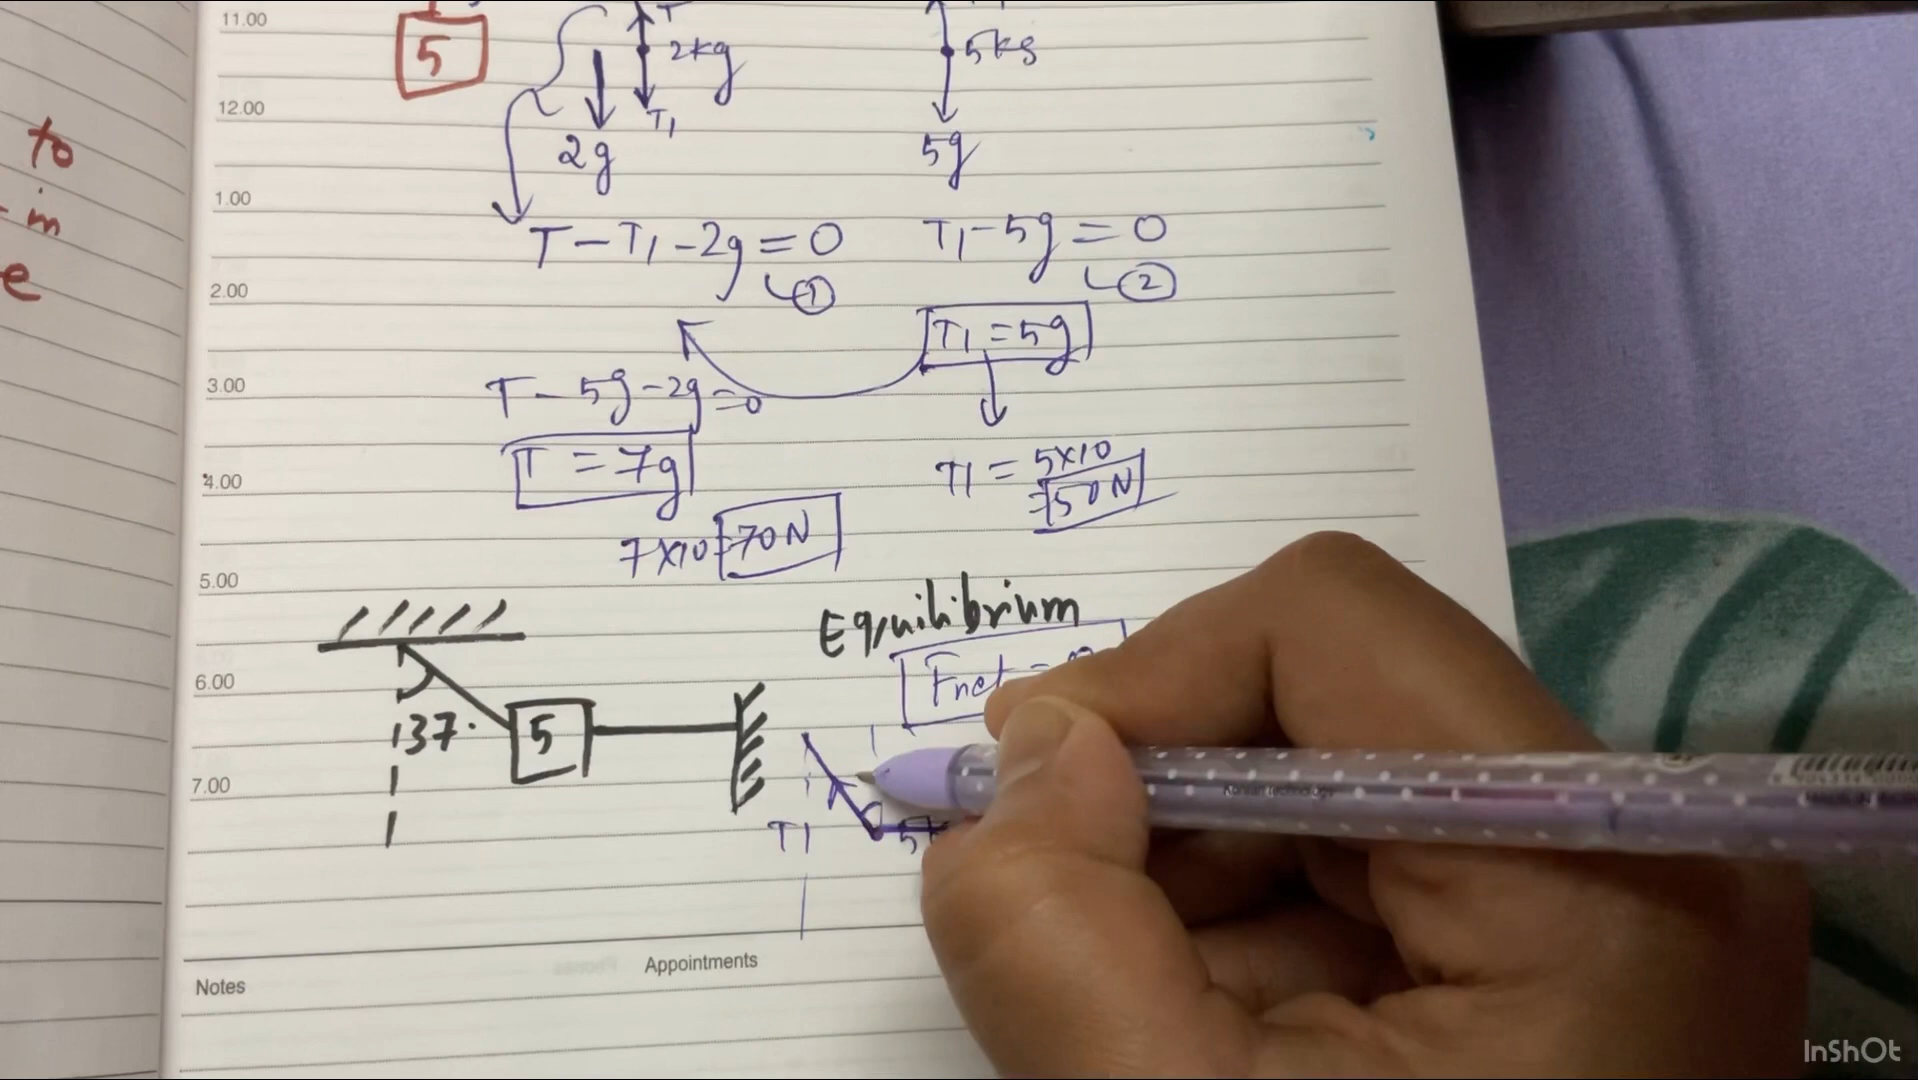 11.00
5
T
2kg
5kg
12.00
T1
to
2g
5g
1.00
in
T - T1 - 2g = 0
T1 - 5g = 0
1
2
e
2.00
T1 = 5g
3.00
T - 5g - 2g = 0
T = 7g
T1 = 5x10
4.00
= 50N
7x10 = 70N
5.00
Equilibrium
6.00
Fnet =
37
5
7.00
T1
5
Appointments
Notes
InShOt